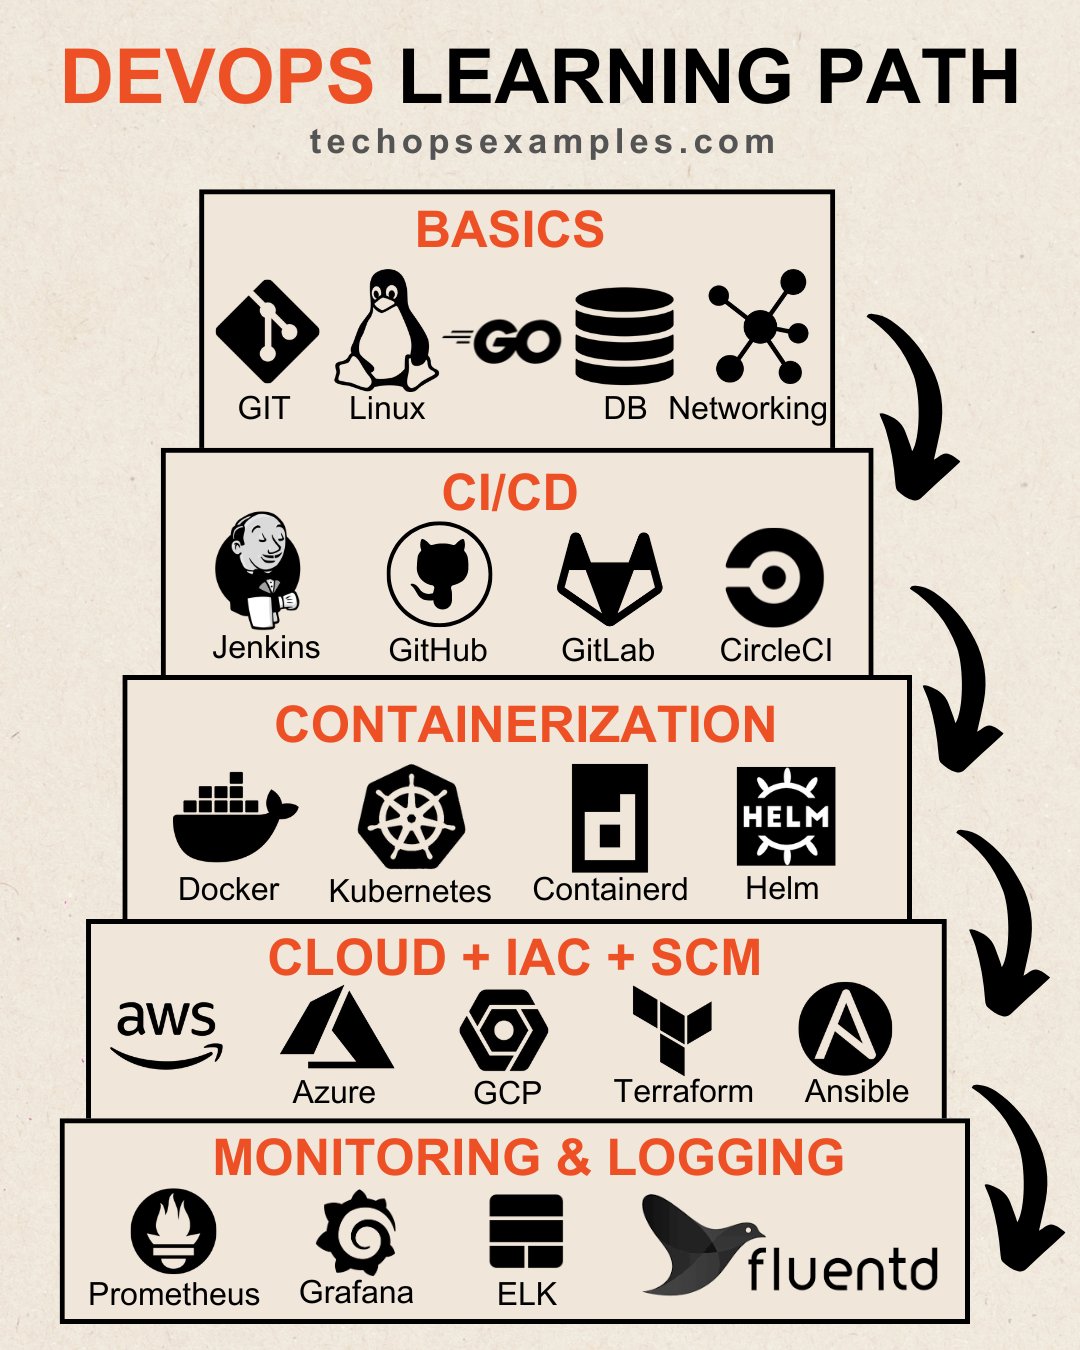 DEVOPS LEARNING PATH
techopsexamples.com
BASICS
GO
GIT Linux DB Networking
CI/CD
Jenkins GitHub GitLab CircleCI
CONTAINERIZATION
HELM
Docker Kubernetes Containerd Helm
CLOUD + IAC + SCM
aws
Azure GCP Terraform Ansible
MONITORING & LOGGING
fluentd
Prometheus Grafana ELK